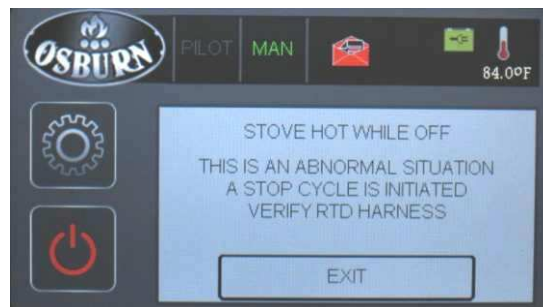 OSBURN
PILOT MAN
84.0°F
STOVE HOT WHILE OFF
THIS IS AN ABNORMAL SITUATION
A STOP CYCLE IS INITIATED
VERIFY RTD HARNESS
EXIT